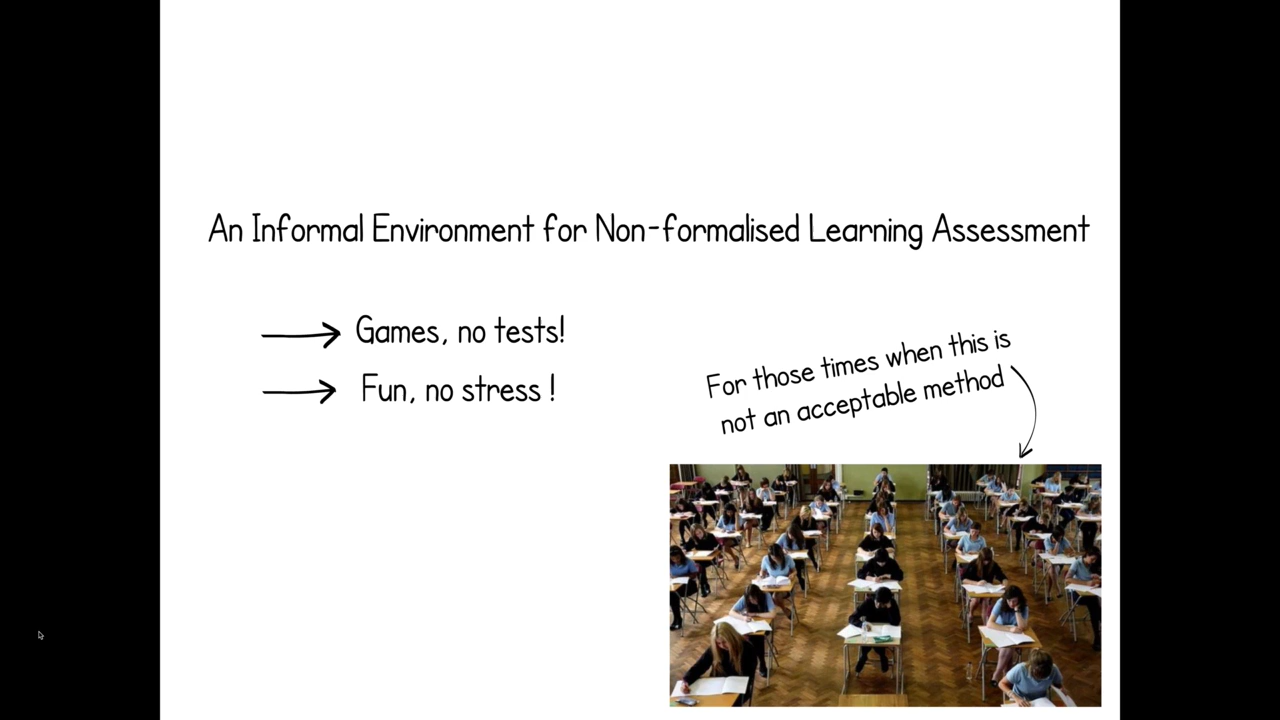 An Informal Environment for Non-formalised Learning Assessment
Games, no tests!
Fun, no stress !
For those times when this is
not an acceptable method